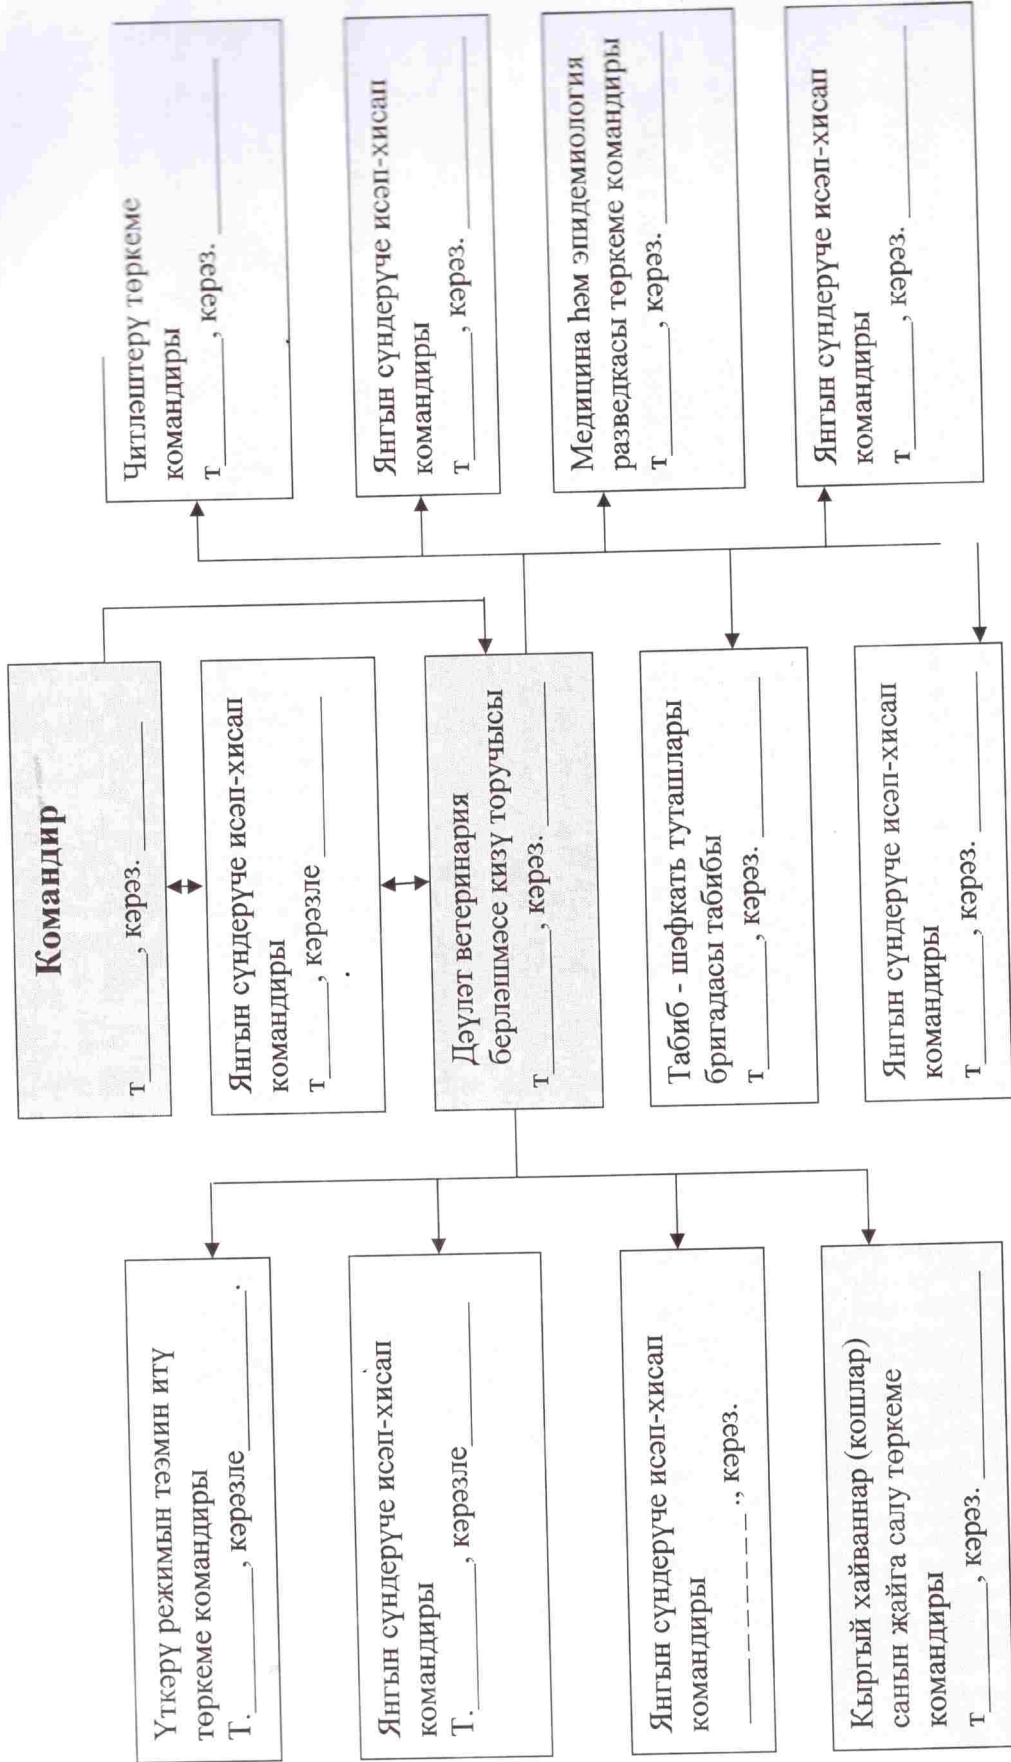 Командир
т________, кәрәз. ________
Янгын сүндерүче исәп-хисап
командиры
т________, кәрәзле ________
.
Дәүләт ветеринария
берләшмәсе кизү торучысы
т________, кәрәз. ________
Табиб - шәфкать туташлары
бригадасы табибы
т________, кәрәз. ________
Янгын сүндерүче исәп-хисап
командиры
т________, кәрәз. ________
Үткәрү режимын тәэмин итү
төркеме командиры
Т.________, кәрәзле________.
Янгын сүндерүче исәп-хисап
командиры
Т.________, кәрәзле________
Янгын сүндерүче исәп-хисап
командиры
___________., кәрәз.
Кыргый хайваннар (кошлар)
санын җайга салу төркеме
командиры
т________, кәрәз. ________
Читләштерү төркеме
командиры
т________, кәрәз. ________
Янгын сүндерүче исәп-хисап
командиры
т________, кәрәз. ________
Медицина һәм эпидемиология
разведкасы төркеме командиры
т________, кәрәз. ________
Янгын сүндерүче исәп-хисап
командиры
т________, кәрәз. ________